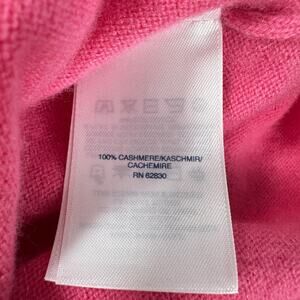 100% CASHMERE/KASCHMIR/
CACHEMIRE
RN 62830